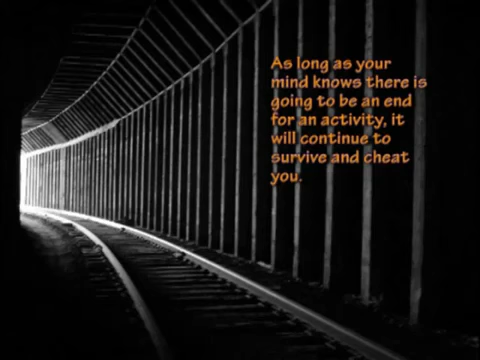 As long as your
mind knows there is
going to be an end
for an activity, it
will continue to
survive and cheat
you.